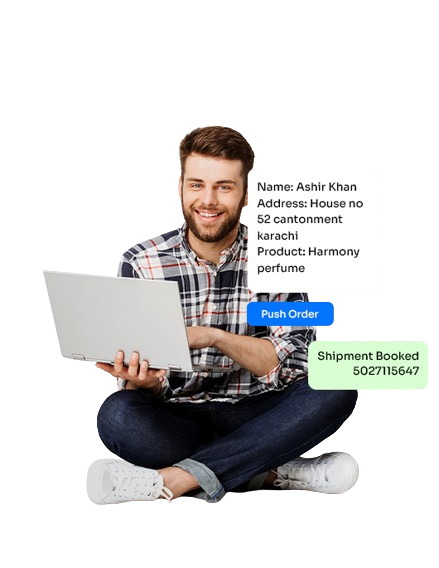 Name: Ashir Khan
Address: House no
52 cantonment
karachi
Product: Harmony
perfume
Push Order
Shipment Booked
5027115647